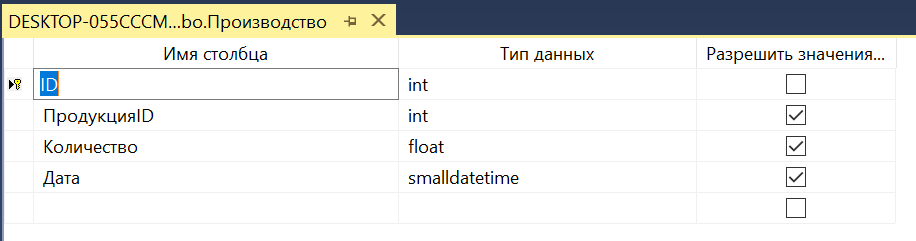 DESKTOP-055CCCM...bo.Производство
Имя столбца Тип данных Разрешить значения...
ID int
ПродукцияID int
Количество float
Дата smalldatetime